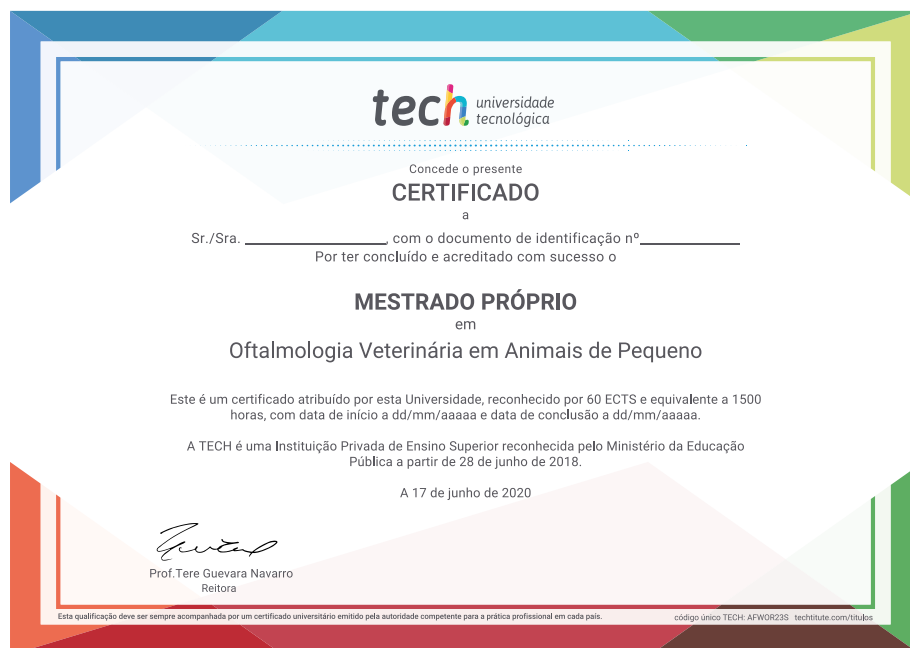 tech universidade
tecnológica
Concede o presente
CERTIFICADO
a
Sr./Sra. ____________, com o documento de identificação nº____________
Por ter concluído e acreditado com sucesso o
MESTRADO PRÓPRIO
em
Oftalmologia Veterinária em Animais de Pequeno
Este é um certificado atribuído por esta Universidade, reconhecido por 60 ECTS e equivalente a 1500
horas, com data de início a dd/mm/aaaaa e data de conclusão a dd/mm/aaaaa.
A TECH é uma Instituição Privada de Ensino Superior reconhecida pelo Ministério da Educação
Pública a partir de 28 de junho de 2018.
A 17 de junho de 2020
Prof.Tere Guevara Navarro
Reitora
Esta qualificação deve ser sempre acompanhada por um certificado universitário emitido pela autoridade competente para a prática profissional em cada país.
código único TECH: AFWOR23S techtitute.com/titulos